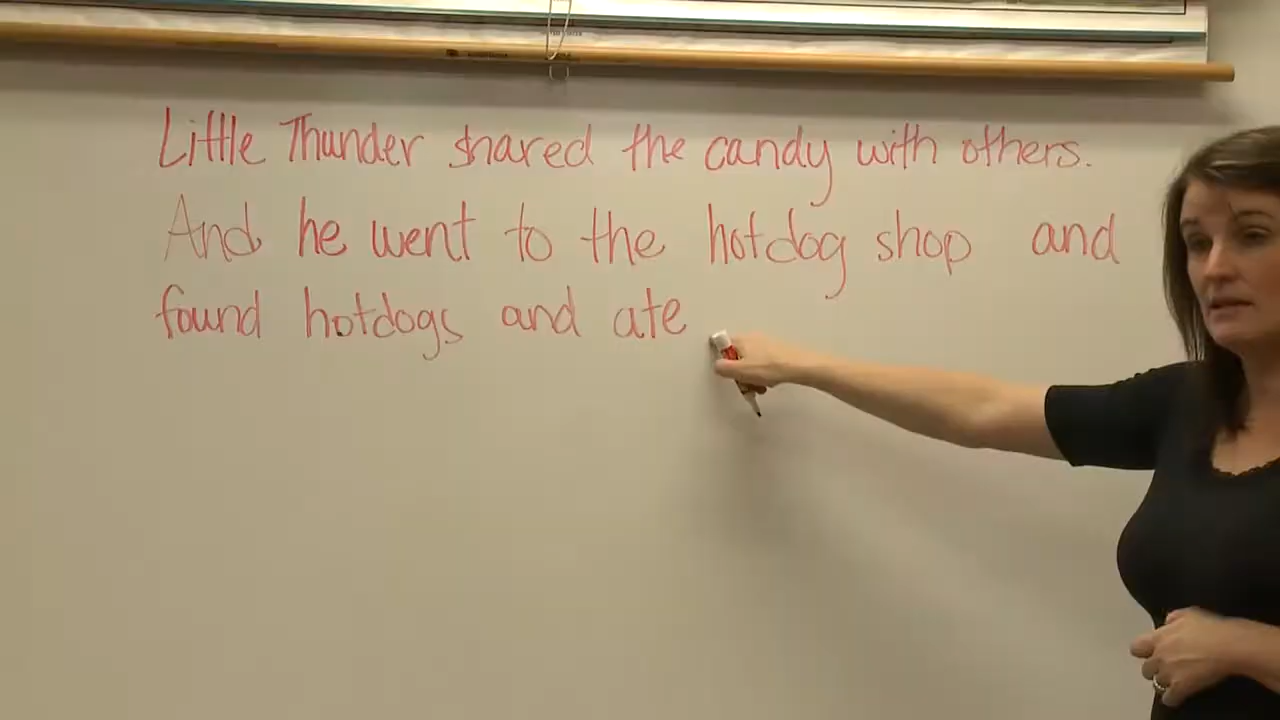 Little Thunder shared the candy with others.
And he went to the hotdog shop and
found hotdogs and ate